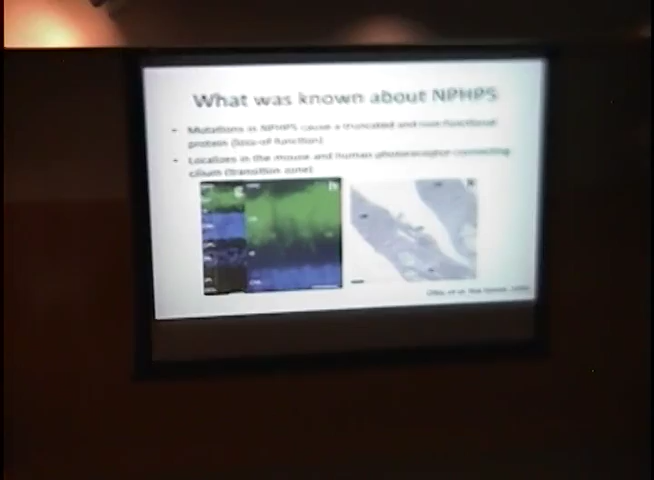 What was known about NPHP5
• Mutations in NPHP5 cause a truncated and non-functional
protein (loss-of-function)
• Localizes in the mouse and human photoreceptor connecting
cilium (transition zone)
g
h